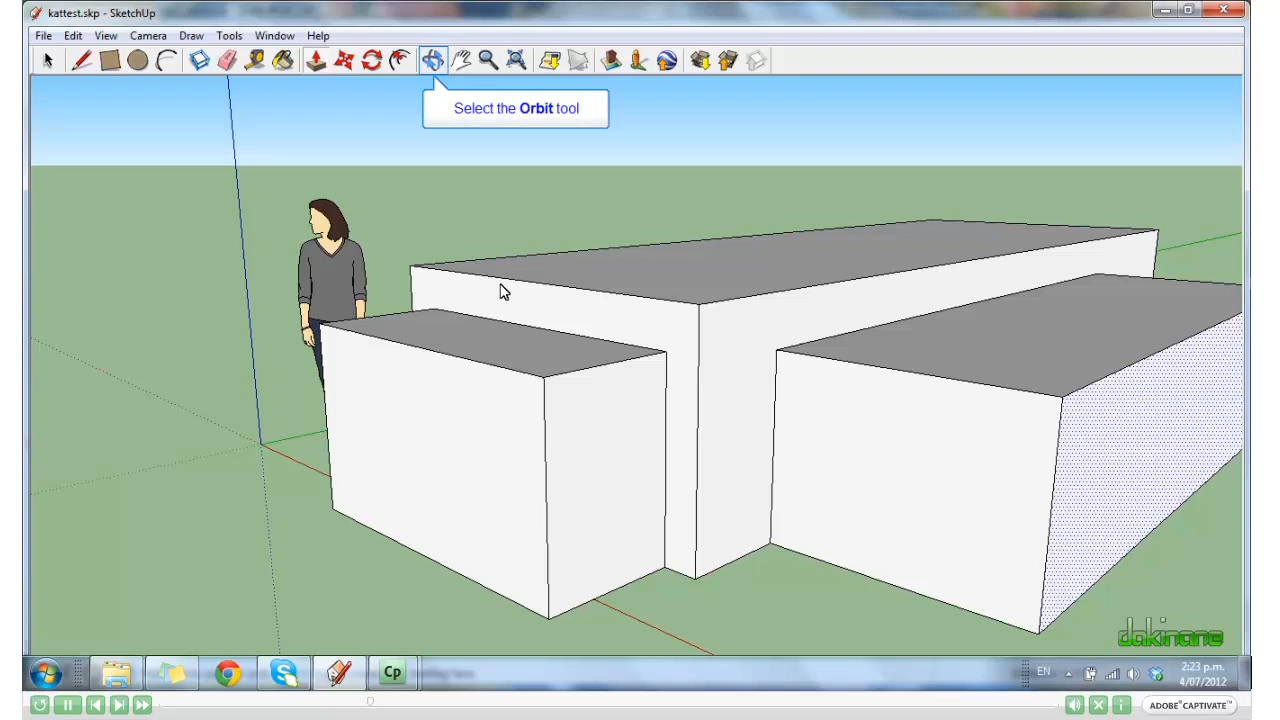 kattest.skp - SketchUp
File Edit View Camera Draw Tools Window Help
Select the Orbit tool
dakinane
Cp
EN
2:23 p.m.
4/07/2012
ADOBE® CAPTIVATE™